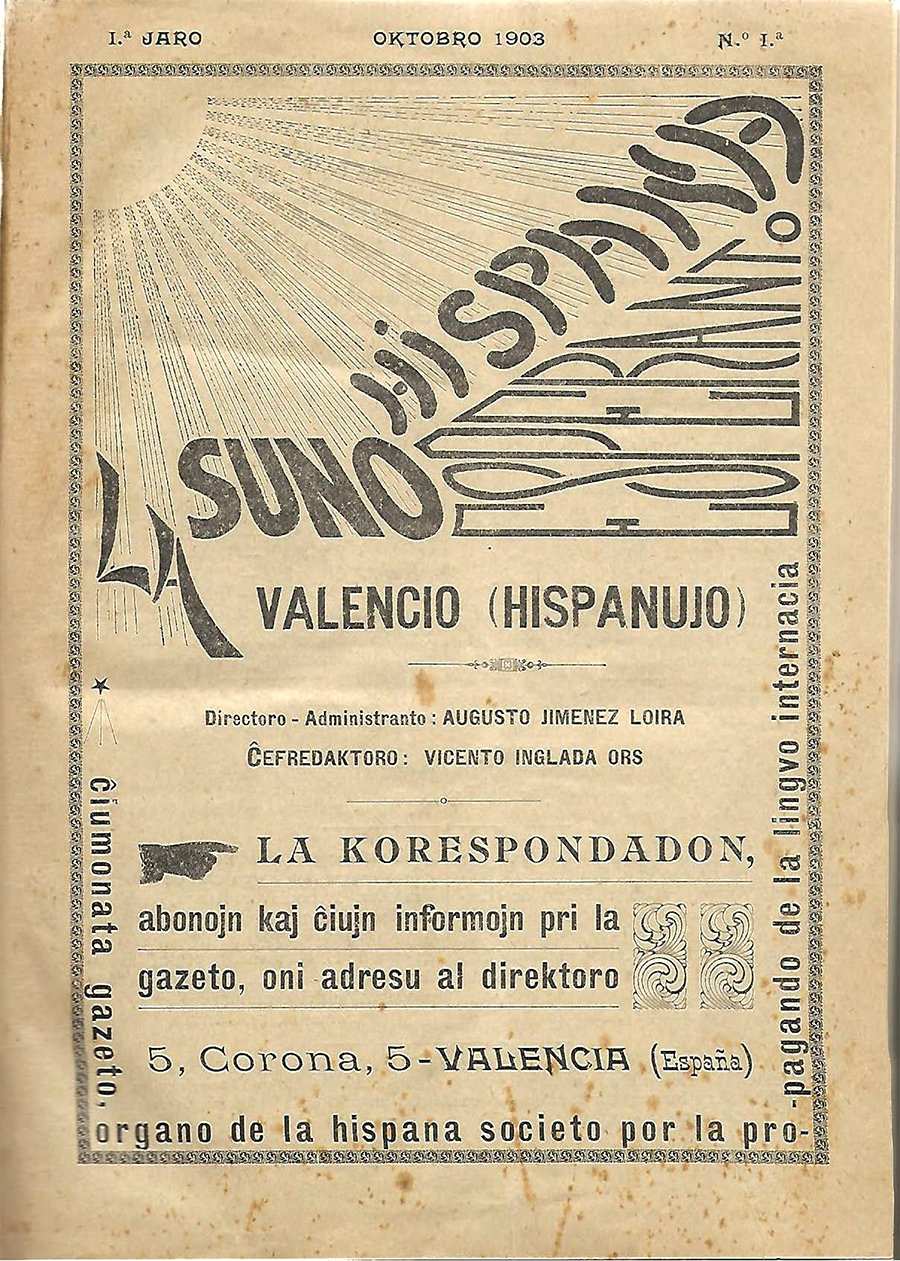 I.ª JARO
OKTOBRO 1903
N.º I.ª
LA SUNO HISPANA
ESPERANTO
VALENCIO (HISPANUJO)
Directoro - Administranto : AUGUSTO JIMENEZ LOIRA
ĈEFREDAKTORO : VICENTO INGLADA ORS
LA KORESPONDADON,
abonojn kaj ĉiujn informojn pri la
gazeto, oni adresu al direktoro
5, Corona, 5-VALENCIA (España)
ĉiumonata gazeto,
organo de la hispana societo por la pro-
-pagando de la lingvo internacia